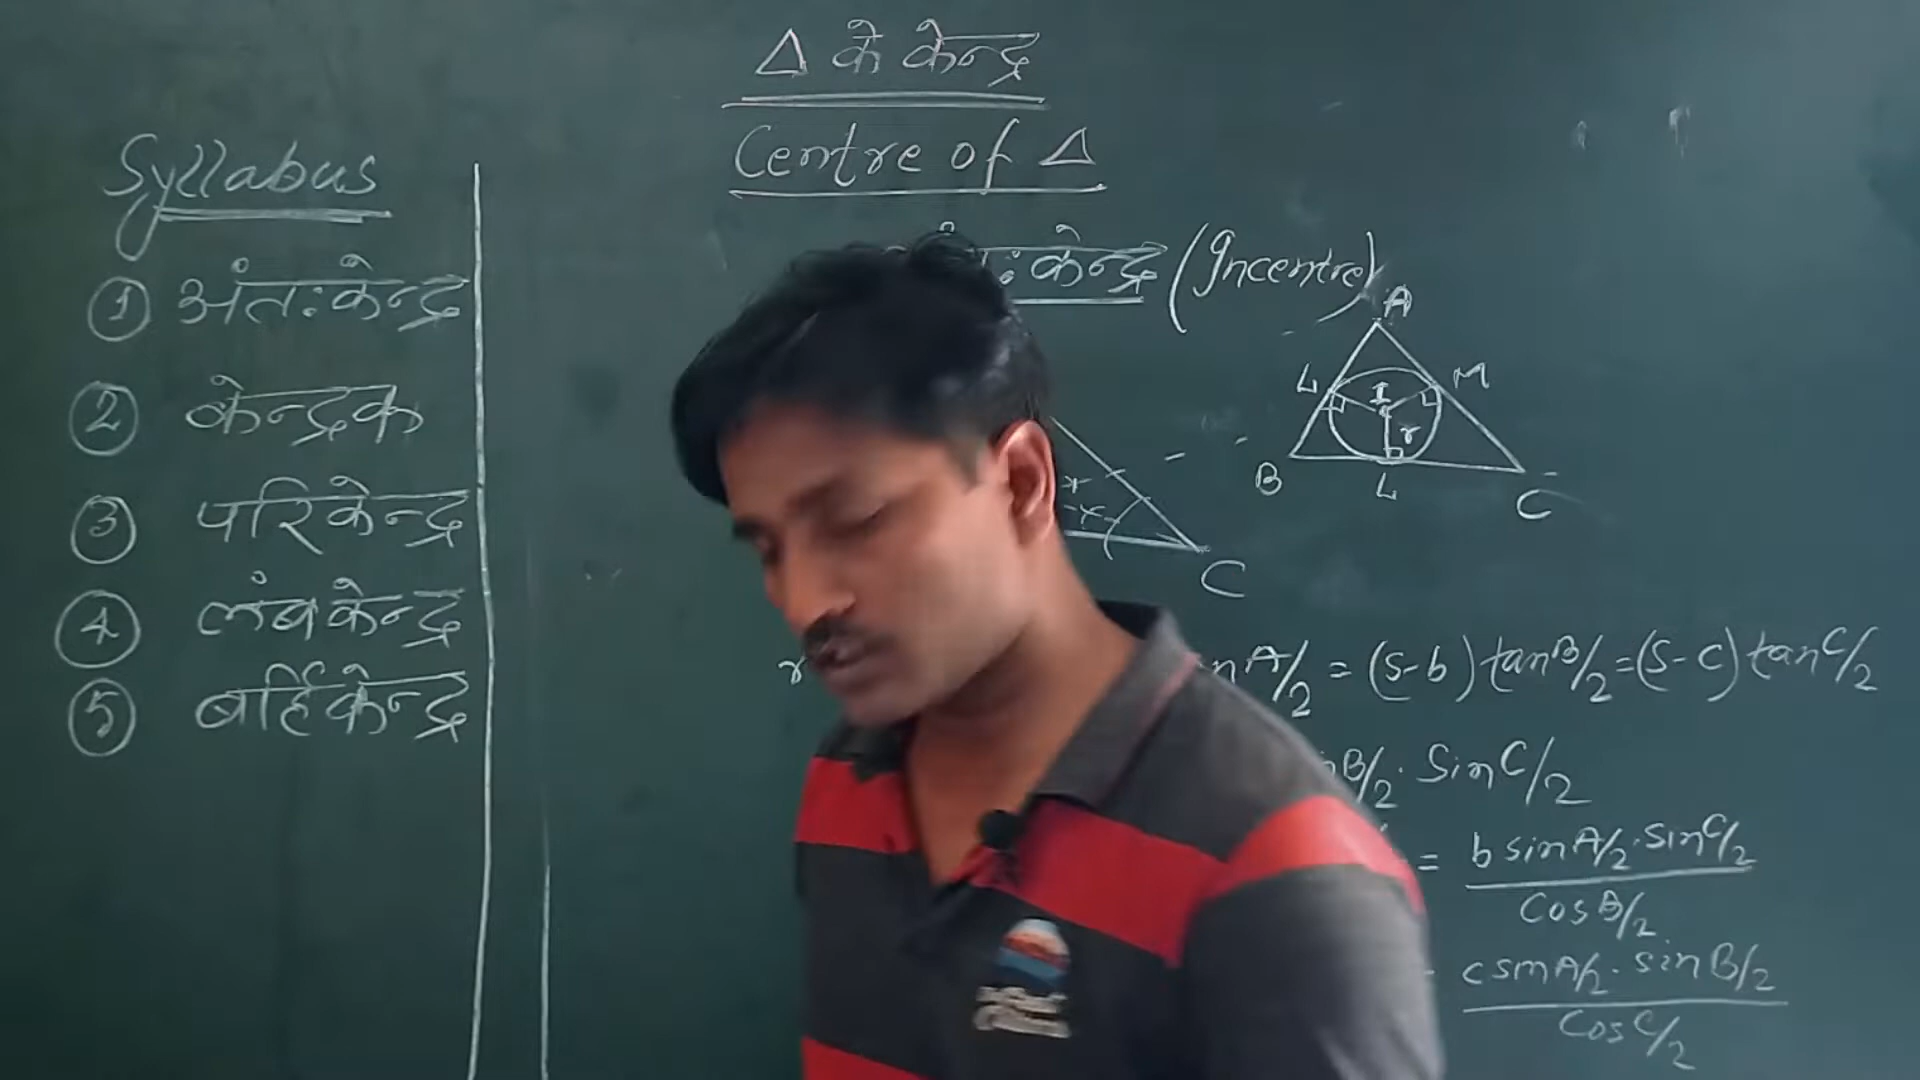 Δ के केन्द्र
Centre of Δ
Syllabus
① अंतःकेन्द्र
② केन्द्रक
③ परिकेन्द्र
④ लंबकेन्द्र
⑤ बर्हिकेन्द्र
केन्द्र (Incentre)
A
L M
I
r
B L C
C
r
A/2 = (s-b) tan B/2 = (s-c) tan C/2
B/2 . Sin C/2
= b sin A/2 . sin C/2
Cos B/2
c sin A/2 . sin B/2
Cos C/2